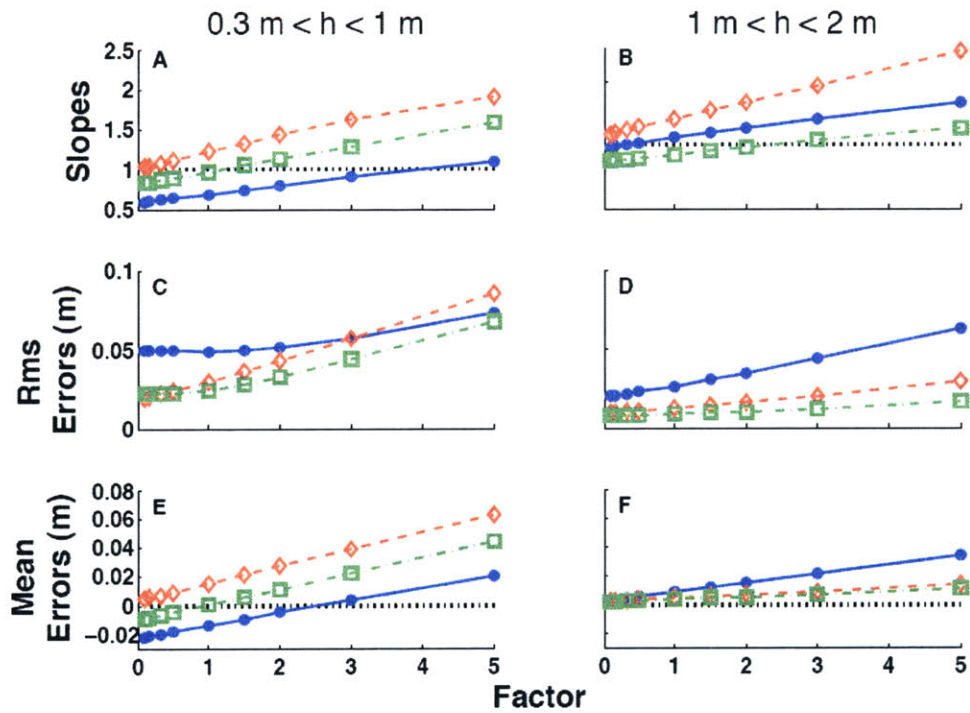 0.3 m < h < 1 m
1 m < h < 2 m
Slopes
A
2.5
2
1.5
1
0.5
B
Rms
Errors (m)
C
0.1
0.05
0
D
Mean
Errors (m)
E
0.08
0.06
0.04
0.02
0
−0.02
F
0 1 2 3 4 5
0 1 2 3 4 5
Factor